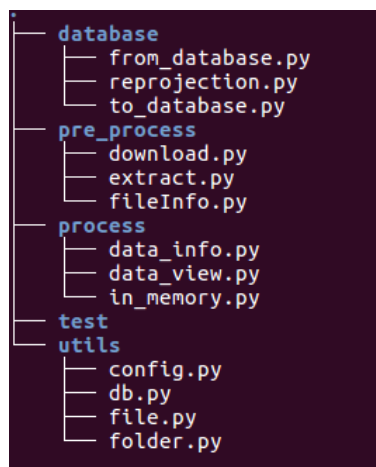 .
database
from_database.py
reprojection.py
to_database.py
pre_process
download.py
extract.py
fileInfo.py
process
data_info.py
data_view.py
in_memory.py
test
utils
config.py
db.py
file.py
folder.py